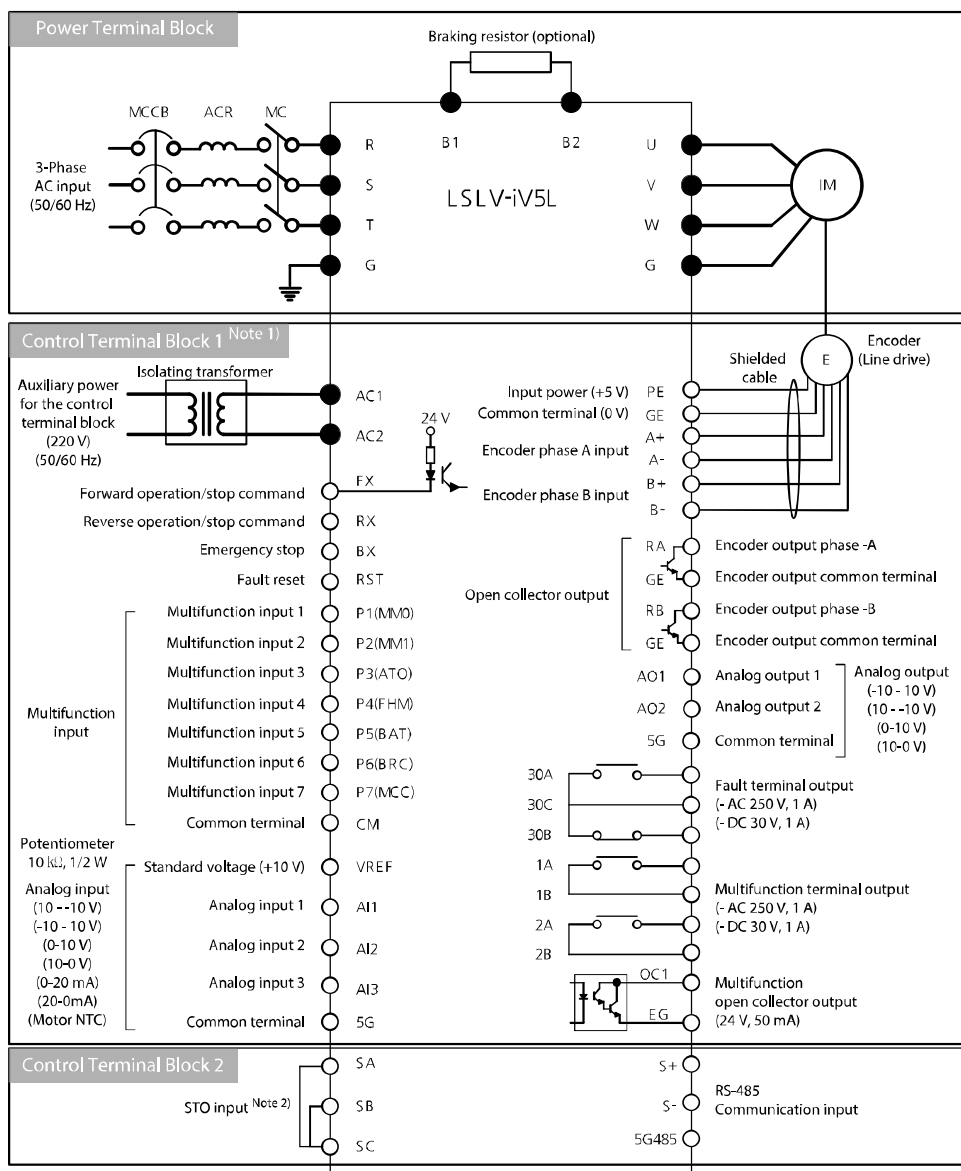 Power Terminal Block
Braking resistor (optional)
MCCB
ACR
MC
B1
B2
3-Phase
AC input
(50/60 Hz)
R
S
T
G
LSLV-iV5L
U
V
W
G
IM
Control Terminal Block 1 Note 1)
Isolating transformer
Auxiliary power
for the control
terminal block
(220 V)
(50/60 Hz)
AC1
AC2
24 V
FX
Forward operation/stop command
Reverse operation/stop command
RX
Emergency stop
BX
Fault reset
RST
Multifunction
input
Multifunction input 1
P1(MM0)
Multifunction input 2
P2(MM1)
Multifunction input 3
P3(ATO)
Multifunction input 4
P4(FHM)
Multifunction input 5
P5(BAT)
Multifunction input 6
P6(BRC)
Multifunction input 7
P7(MCC)
Common terminal
CM
Potentiometer
10 kΩ, 1/2 W
Analog input
(10 - -10 V)
(-10 - 10 V)
(0-10 V)
(10-0 V)
(0-20 mA)
(20-0mA)
(Motor NTC)
Standard voltage (+10 V)
VREF
Analog input 1
AI1
Analog input 2
AI2
Analog input 3
AI3
Common terminal
5G
Encoder
(Line drive)
E
Shielded
cable
Input power (+5 V)
PE
Common terminal (0 V)
GE
Encoder phase A input
A+
A-
Encoder phase B input
B+
B-
Open collector output
RA
Encoder output phase -A
GE
Encoder output common terminal
RB
Encoder output phase -B
GE
Encoder output common terminal
AO1
Analog output 1
AO2
Analog output 2
5G
Common terminal
Analog output
(-10 - 10 V)
(10 - -10 V)
(0-10 V)
(10-0 V)
30A
30C
30B
Fault terminal output
(- AC 250 V, 1 A)
(- DC 30 V, 1 A)
1A
1B
2A
2B
Multifunction terminal output
(- AC 250 V, 1 A)
(- DC 30 V, 1 A)
OC1
EG
Multifunction
open collector output
(24 V, 50 mA)
Control Terminal Block 2
STO input Note 2)
SA
SB
SC
S+
S-
5G485
RS-485
Communication input